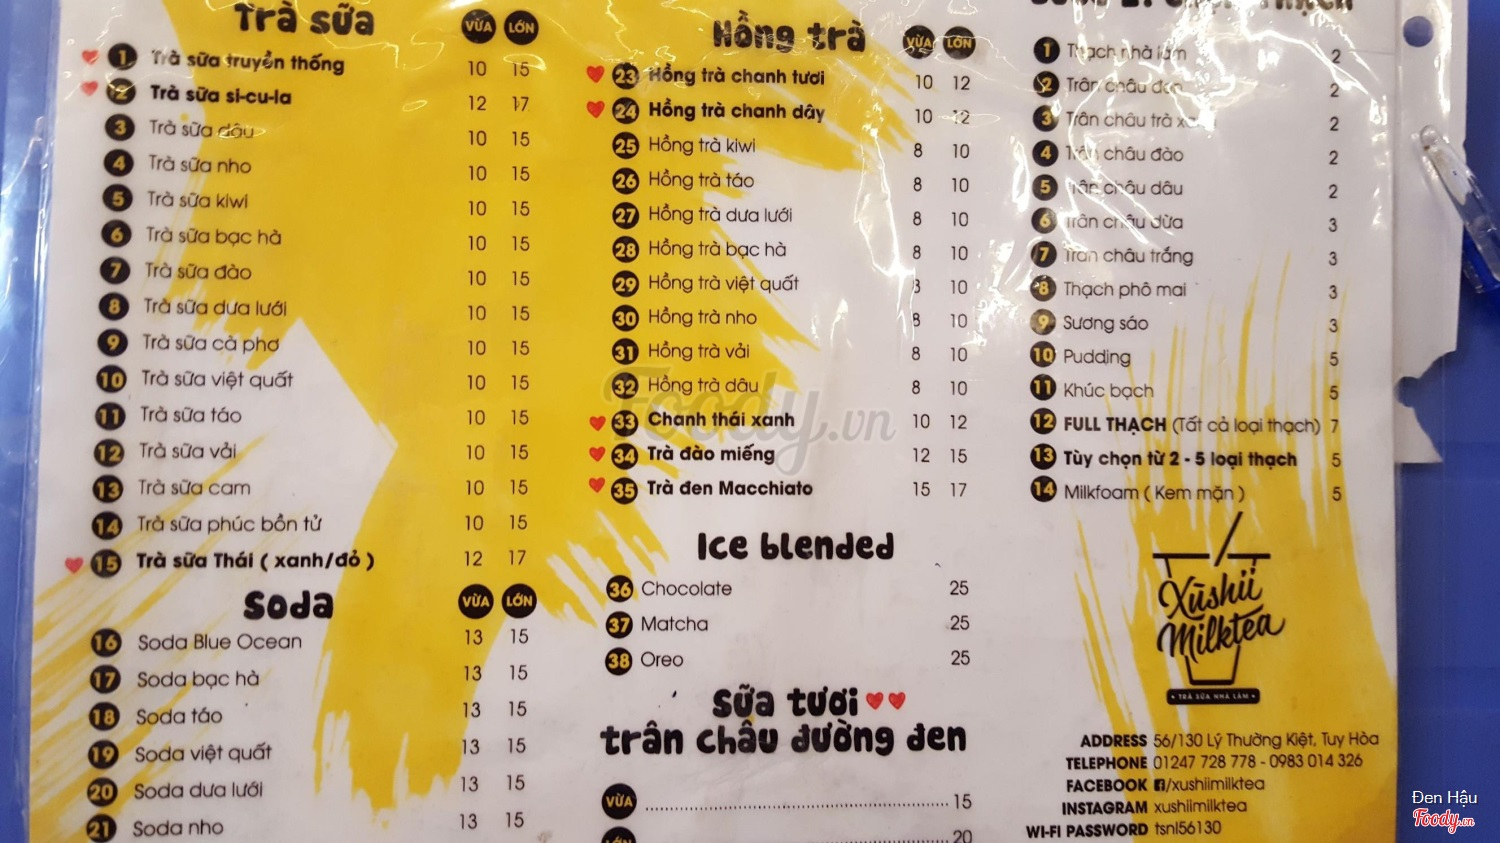 Trà sữa VỪA LỚN
1 Trà sữa truyền thống 10 15
2 Trà sữa si-cu-la 12 17
3 Trà sữa dâu 10 15
4 Trà sữa nho 10 15
5 Trà sữa kiwi 10 15
6 Trà sữa bạc hà 10 15
7 Trà sữa đào 10 15
8 Trà sữa dưa lưới 10 15
9 Trà sữa cà phơ 10 15
10 Trà sữa việt quất 10 15
11 Trà sữa táo 10 15
12 Trà sữa vải 10 15
13 Trà sữa cam 10 15
14 Trà sữa phúc bồn tử 10 15
15 Trà sữa Thái ( xanh/đỏ ) 12 17
Soda VỪA LỚN
16 Soda Blue Ocean 13 15
17 Soda bạc hà 13 15
18 Soda táo 13 15
19 Soda việt quất 13 15
20 Soda dưa lưới 13 15
21 Soda nho 13 15
Hồng trà VỪA LỚN
23 Hồng trà chanh tươi 10 12
24 Hồng trà chanh dây 10 12
25 Hồng trà kiwi 8 10
26 Hồng trà táo 8 10
27 Hồng trà dưa lưới 8 10
28 Hồng trà bạc hà 8 10
29 Hồng trà việt quất 8 10
30 Hồng trà nho 8 10
31 Hồng trà vải 8 10
32 Hồng trà dâu 8 10
33 Chanh thái xanh 10 12
34 Trà đào miếng 12 15
35 Trà đen Macchiato 15 17
Ice blended
36 Chocolate 25
37 Matcha 25
38 Oreo 25
Sữa tươi
trân châu đường đen
VỪA 15
LỚN 20
1 Thạch nhà làm 2
2 Trân châu đen 2
3 Trân châu trà 2
4 Trân châu đào 2
5 Trân châu dâu 2
6 Trân châu dừa 3
7 Trân châu trắng 3
8 Thạch phô mai 3
9 Sương sáo 3
10 Pudding 5
11 Khúc bạch 5
12 FULL THẠCH (Tất cả loại thạch) 7
13 Tùy chọn từ 2 - 5 loại thạch 5
14 Milkfoam ( Kem mặn ) 5
Xushii
Milktea
• TRÀ SỮA NHÀ LÀM •
ADDRESS 56/130 Lý Thường Kiệt, Tuy Hòa
TELEPHONE 01247 728 778 - 0983 014 326
FACEBOOK f/xushiimilktea
INSTAGRAM xushiimilktea
WI-FI PASSWORD tsnl56130
Foody.vn
Đen Hậu
Foody.vn